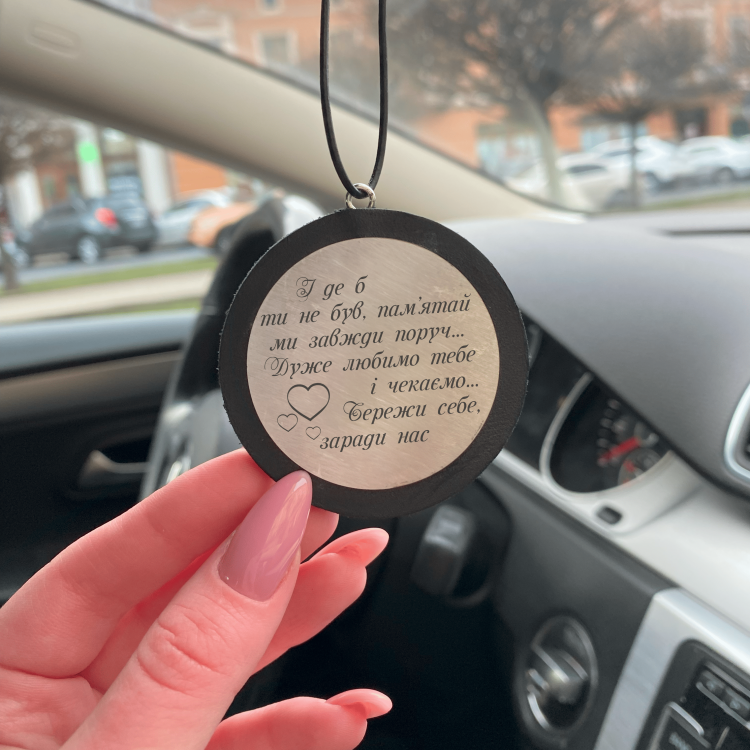 І де б
ти не був, пам'ятай
ми завжди поруч...
Дуже любимо тебе
і чекаємо...
Бережи себе,
заради нас